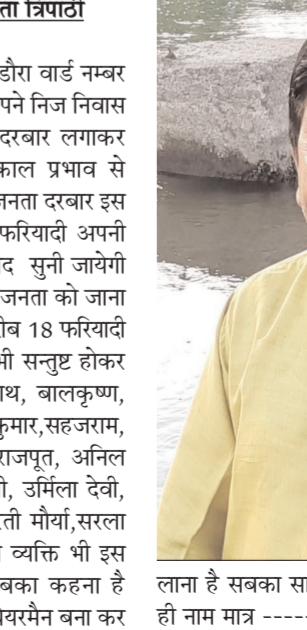 ता त्रिपाठी
डौरा वार्ड नम्बर
पने निज निवास
दरबार लगाकर
काल प्रभाव से
जनता दरबार इस
फरियादी अपनी
द सुनी जायेगी
जनता को जाना
ीब 18 फरियादी
भी सन्तुष्ट होकर
ाथ, बालकृष्ण,
कुमार,सहजराम,
राजपूत, अनिल
ी, उर्मिला देवी,
ती मौर्या,सरला
व्यक्ति भी इस
बका कहना है
येयरमैन बना कर
लाना है सबका सा
ही नाम मात्र ----